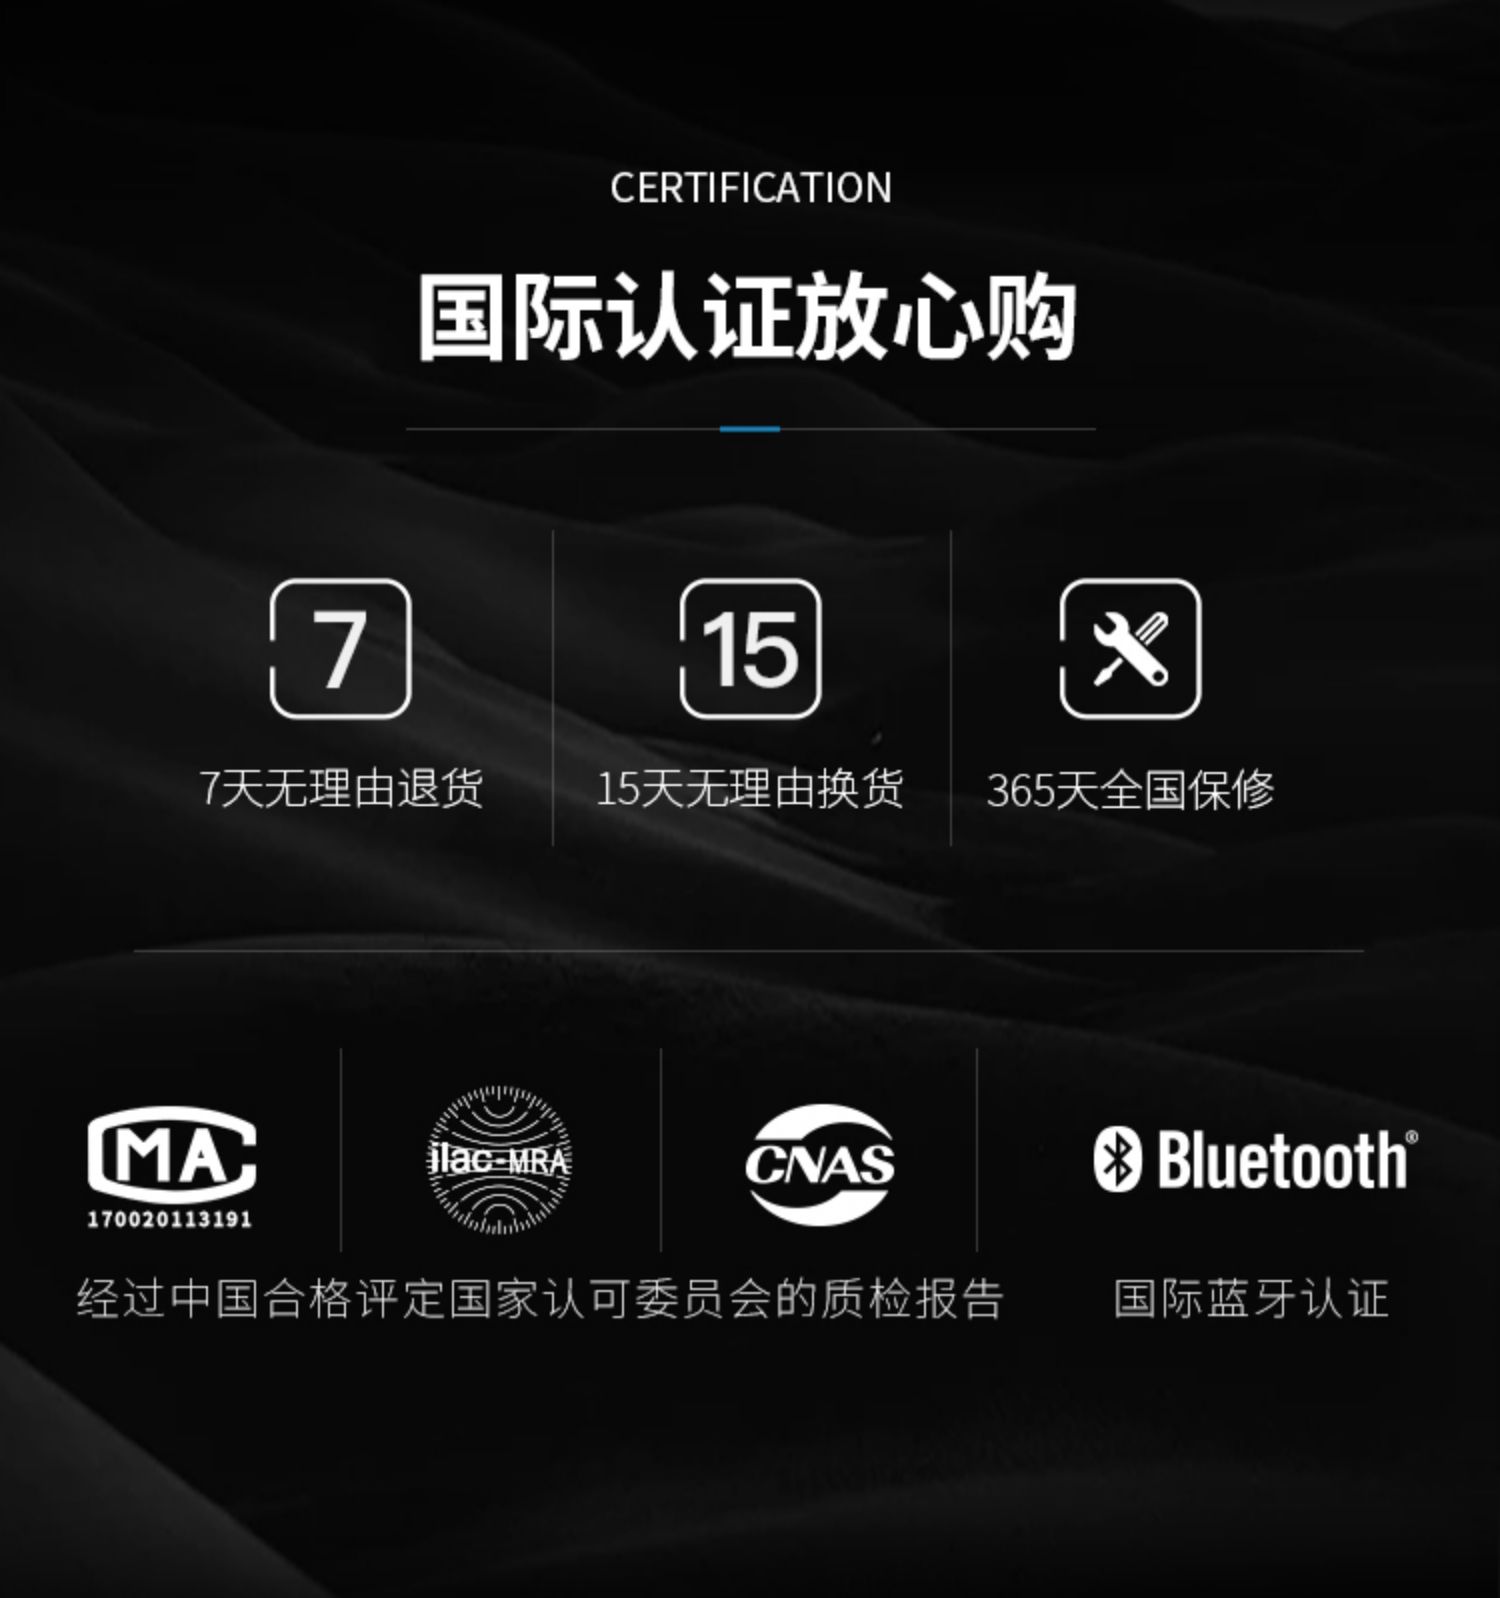 CERTIFICATION
国际认证放心购
7
15
7天无理由退货
15天无理由换货
365天全国保修
CMA
170020113191
ilac-MRA
CNAS
Bluetooth®
经过中国合格评定国家认可委员会的质检报告
国际蓝牙认证